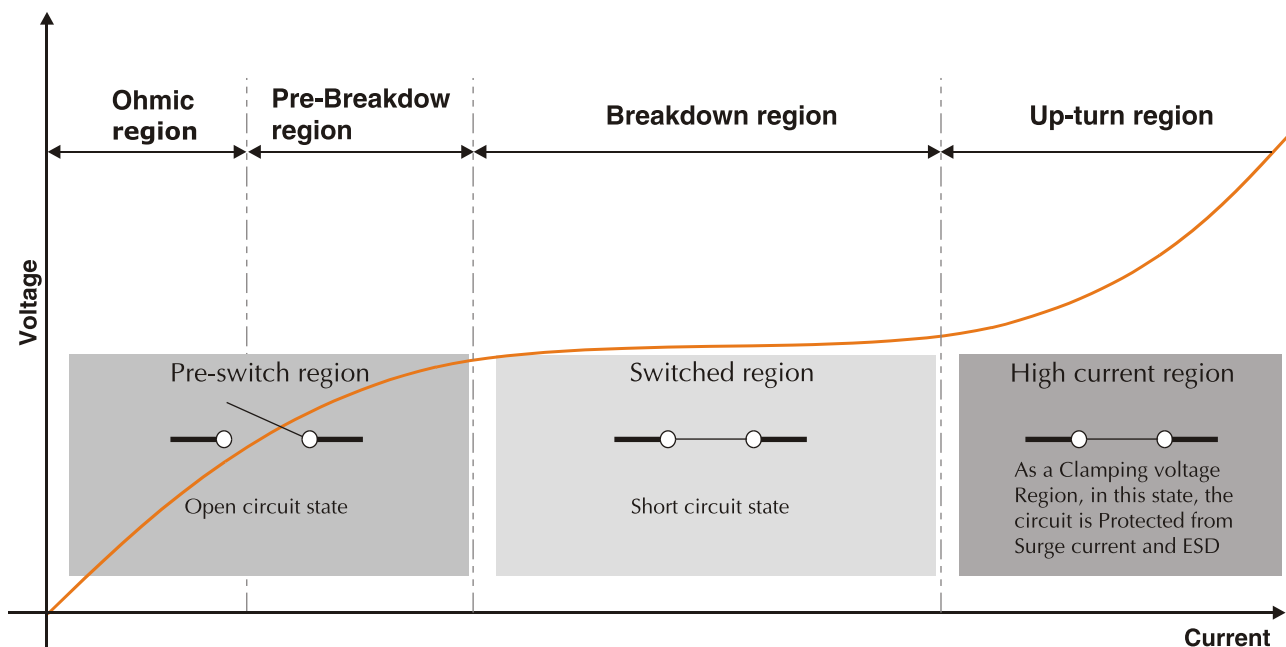 Ohmic
region
Pre-Breakdow
region
Breakdown region
Up-turn region
Voltage
Pre-switch region
Open circuit state
Switched region
Short circuit state
High current region
As a Clamping voltage
Region, in this state, the
circuit is Protected from
Surge current and ESD
Current